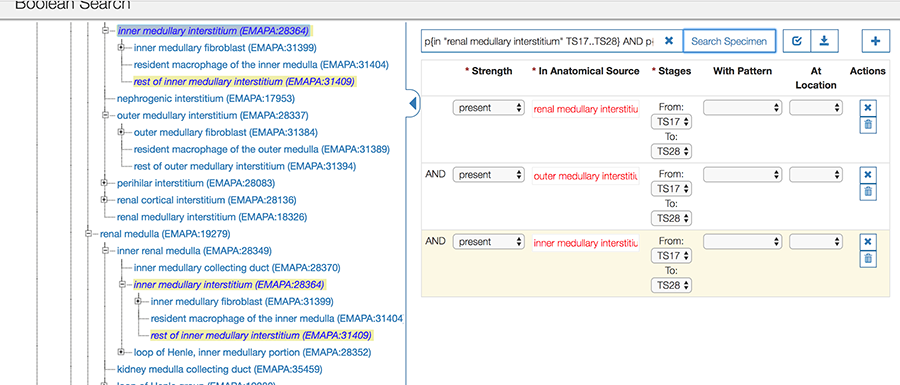 Boolean Search
inner medullary interstitium (EMAPA:28364)
inner medullary fibroblast (EMAPA:31399)
resident macrophage of the inner medulla (EMAPA:31404)
rest of inner medullary interstitium (EMAPA:31409)
nephrogenic interstitium (EMAPA:17953)
outer medullary interstitium (EMAPA:28337)
outer medullary fibroblast (EMAPA:31384)
resident macrophage of the outer medulla (EMAPA:31389)
rest of outer medullary interstitium (EMAPA:31394)
perihilar interstitium (EMAPA:28083)
renal cortical interstitium (EMAPA:28136)
renal medullary interstitium (EMAPA:18326)
renal medulla (EMAPA:19279)
inner renal medulla (EMAPA:28349)
inner medullary collecting duct (EMAPA:28370)
inner medullary interstitium (EMAPA:28364)
inner medullary fibroblast (EMAPA:31399)
resident macrophage of the inner medulla (EMAPA:31404
rest of inner medullary interstitium (EMAPA:31409)
loop of Henle, inner medullary portion (EMAPA:28352)
kidney medulla collecting duct (EMAPA:35459)
p{in "renal medullary interstitium" TS17..TS28} AND p{
Search Specimen
* Strength * In Anatomical Source * Stages With Pattern At Location Actions
present renal medullary interstitiu From:
TS17
To:
TS28
AND present outer medullary interstitiu From:
TS17
To:
TS28
AND present inner medullary interstitiu From:
TS17
To:
TS28